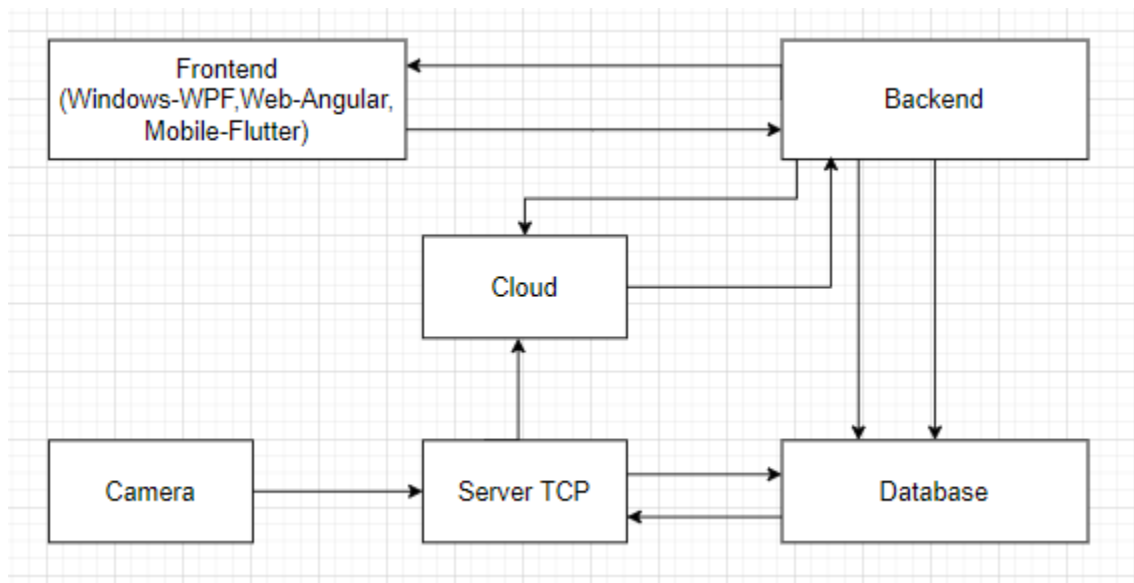 Frontend
(Windows-WPF,Web-Angular,
Mobile-Flutter)
Backend
Cloud
Camera
Server TCP
Database